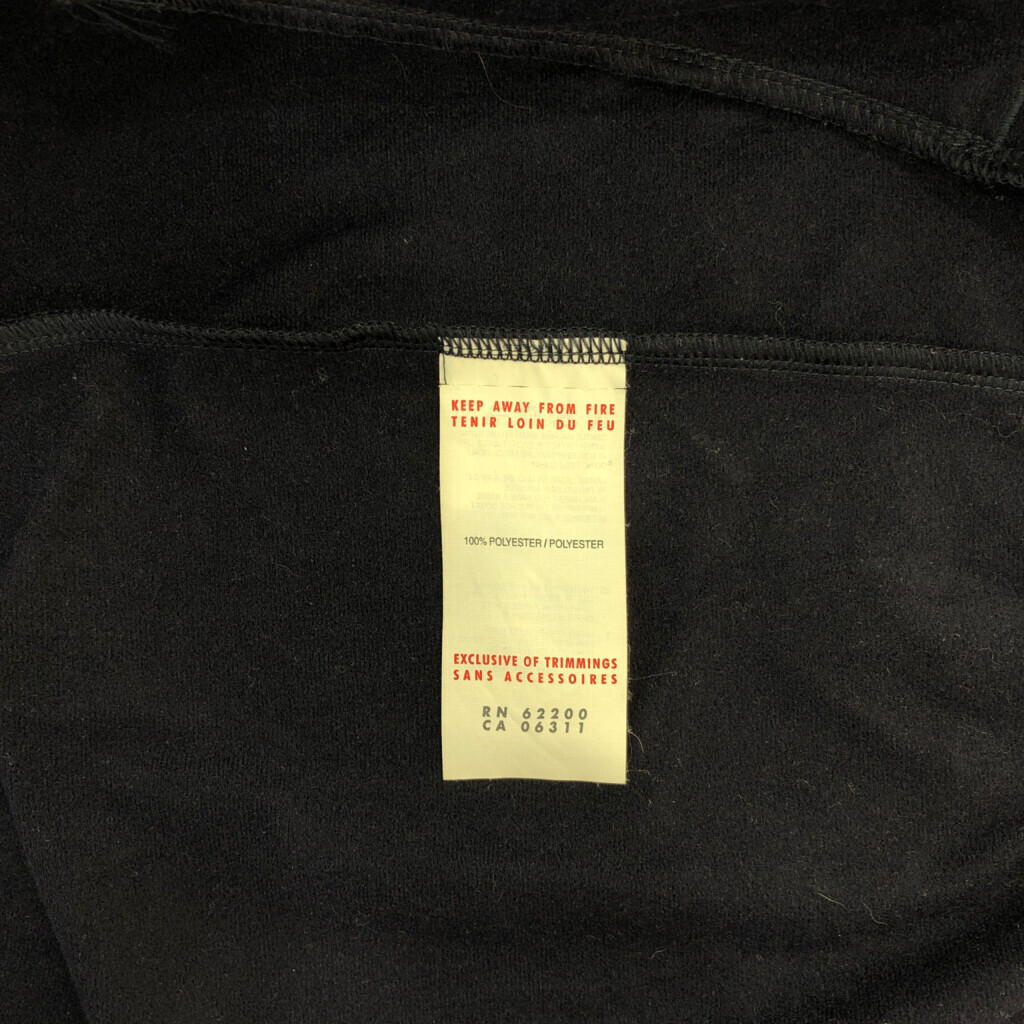 KEEP AWAY FROM FIRE
TENIR LOIN DU FEU
100% POLYESTER / POLYESTER
EXCLUSIVE OF TRIMMINGS
SANS ACCESSOIRES
RN 62200
CA 06311